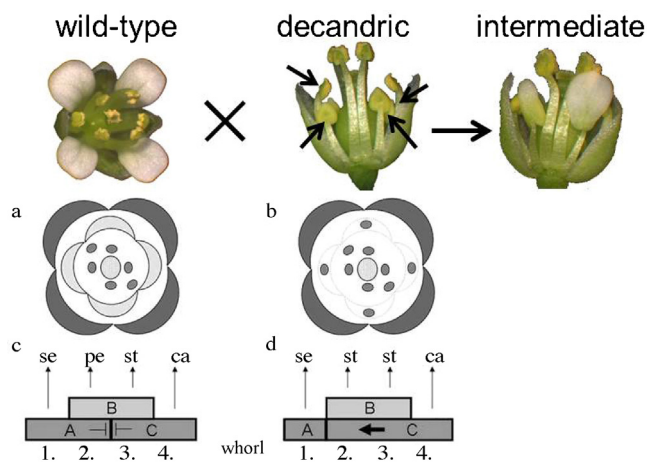 wild-type decandric intermediate
a b
c d
se pe st ca se st st ca
B B
A C A C
1. 2. 3. 4. whorl 1. 2. 3. 4.